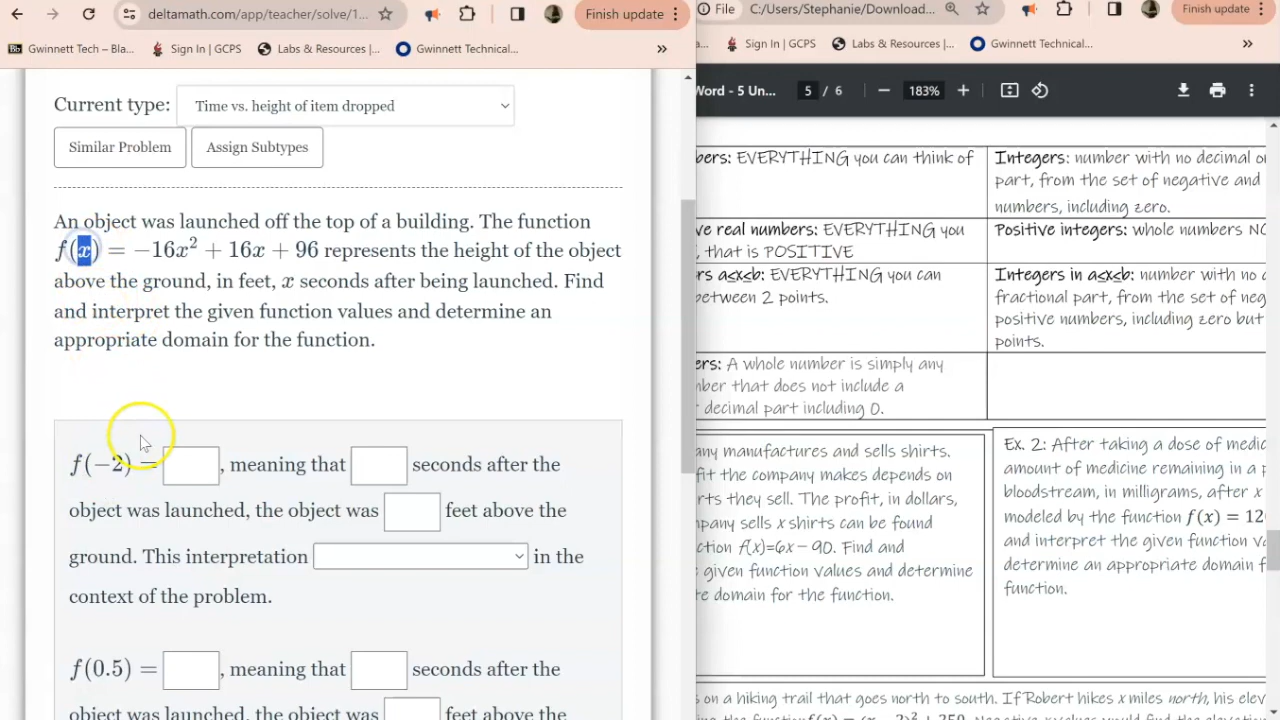 deltamath.com/app/teacher/solve/1...
Finish update
File C:/Users/Stephanie/Download...
Finish update
Bb Gwinnett Tech – Bla...
Sign In | GCPS
Labs & Resources |...
Gwinnett Technical...
»
Sign In | GCPS
Labs & Resources |...
Gwinnett Technical...
»
Current type:
Time vs. height of item dropped
Similar Problem
Assign Subtypes
An object was launched off the top of a building. The function
f(x) = −16x² + 16x + 96 represents the height of the object
above the ground, in feet, x seconds after being launched. Find
and interpret the given function values and determine an
appropriate domain for the function.
f(−2) = , meaning that seconds after the
object was launched, the object was feet above the
ground. This interpretation in the
context of the problem.
f(0.5) = , meaning that seconds after the
object was launched, the object was feet above the
Word - 5 Un...
5 / 6
183%
bers: EVERYTHING you can think of
Integers: number with no decimal o
part, from the set of negative and
numbers, including zero.
ve real numbers: EVERYTHING you
, that is POSITIVE
Positive integers: whole numbers NO
rs a≤x≤b: EVERYTHING you can
between 2 points.
Integers in a≤x≤b: number with no
fractional part, from the set of neg
positive numbers, including zero but
points.
ers: A whole number is simply any
mber that does not include a
decimal part including 0.
any manufactures and sells shirts.
fit the company makes depends on
rts they sell. The profit, in dollars,
mpany sells x shirts can be found
ction f(x)=6x – 90. Find and
given function values and determine
te domain for the function.
Ex. 2: After taking a dose of medic
amount of medicine remaining in a p
bloodstream, in milligrams, after x
modeled by the function f(x) = 12
and interpret the given function va
determine an appropriate domain f
function.
s on a hiking trail that goes north to south. If Robert hikes x miles north, his elev